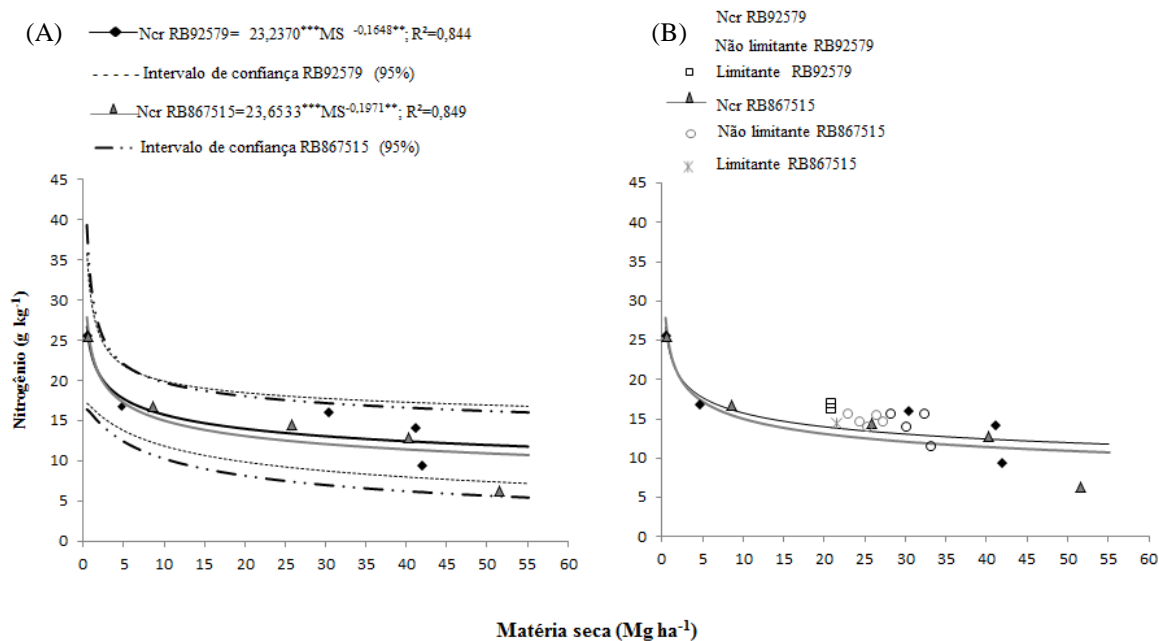 (A)
Ncr RB92579= 23,2370***MS -0,1648**; R²=0,844
Intervalo de confiança RB92579 (95%)
Ncr RB867515=23,6533***MS-0,1971**; R²=0,849
Intervalo de confiança RB867515 (95%)
(B)
Ncr RB92579
Não limitante RB92579
Limitante RB92579
Ncr RB867515
Não limitante RB867515
Limitante RB867515
Nitrogênio (g kg-1)
45
40
35
30
25
20
15
10
5
0
0 5 10 15 20 25 30 35 40 45 50 55 60
45
40
35
30
25
20
15
10
5
0
0 5 10 15 20 25 30 35 40 45 50 55 60
Matéria seca (Mg ha-1)